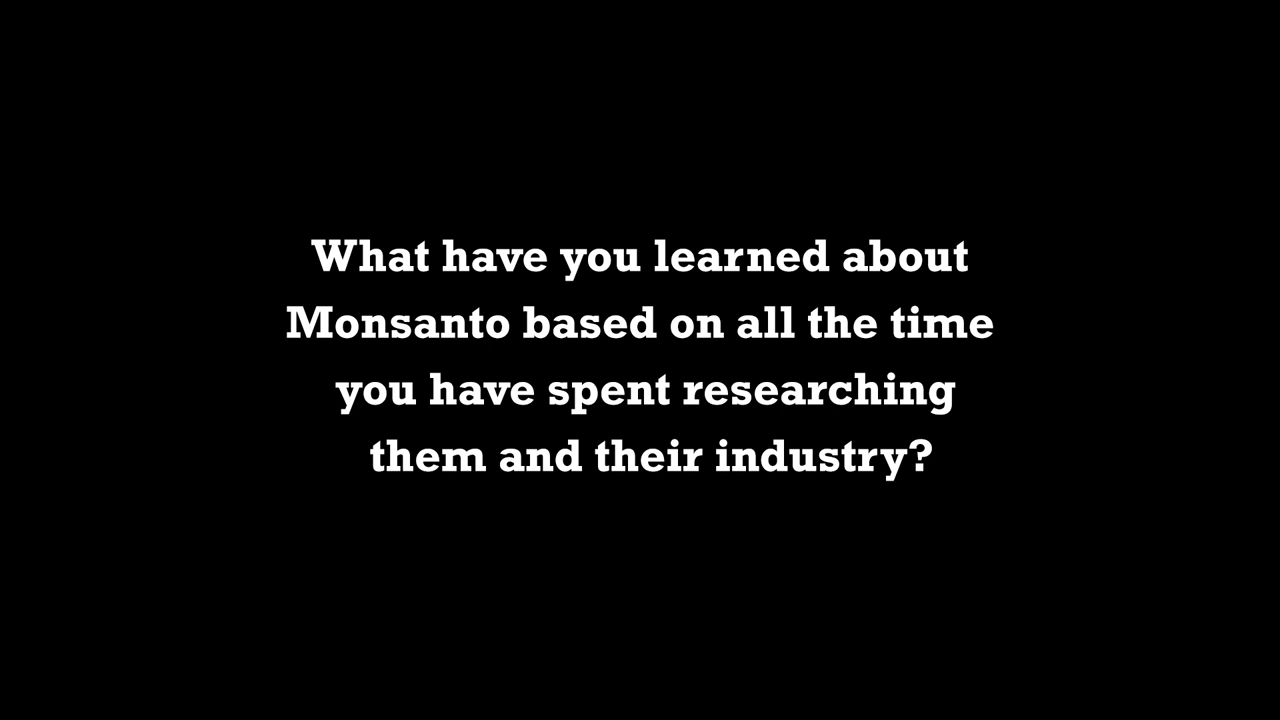 What have you learned about
Monsanto based on all the time
you have spent researching
them and their industry?